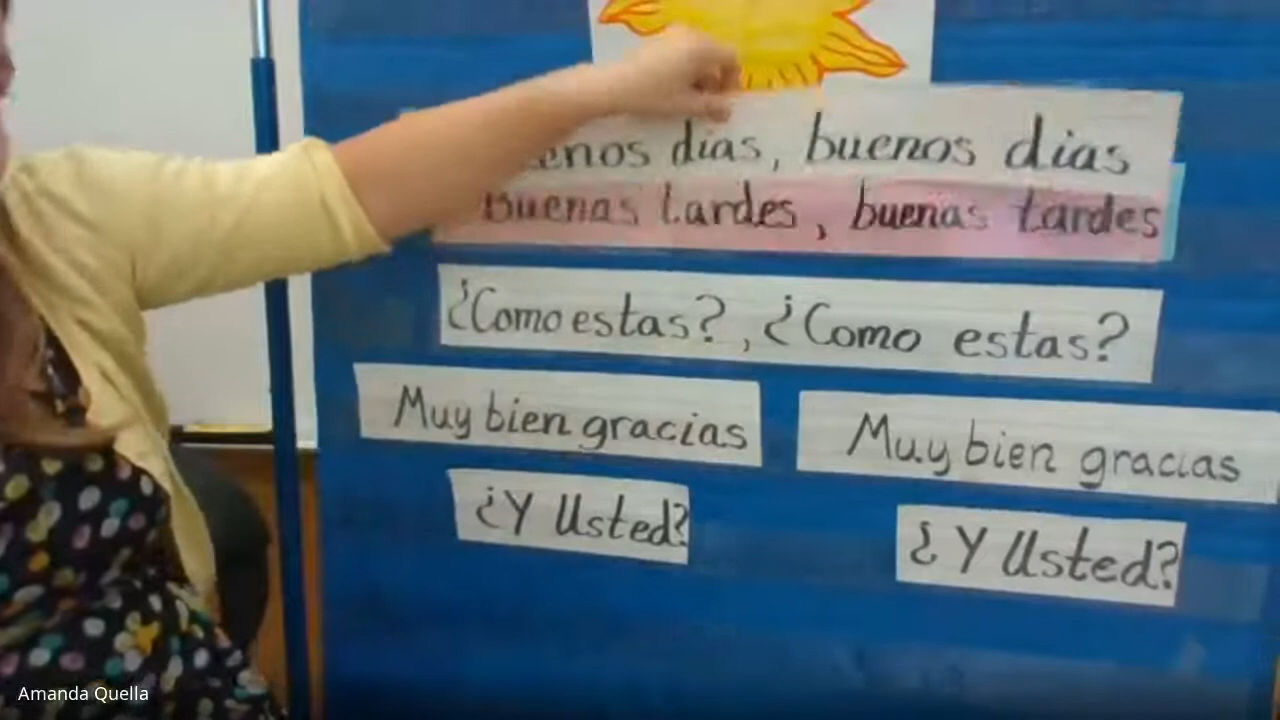 enos dias, buenos dias
Buenas tardes, buenas tardes
¿Como estas?, ¿Como estas?
Muy bien gracias Muy bien gracias
¿Y Usted? ¿Y Usted?
Amanda Quella